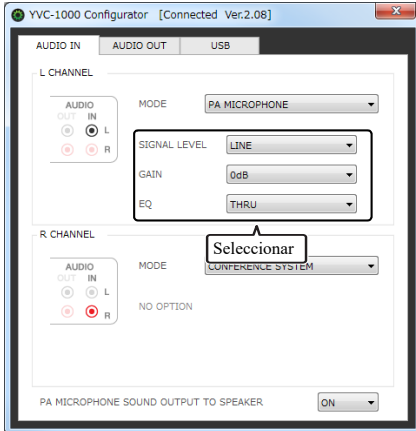 YVC-1000 Configurator [Connected Ver.2.08]
AUDIO IN AUDIO OUT USB
L CHANNEL
AUDIO
OUT IN
L
R
MODE PA MICROPHONE
SIGNAL LEVEL LINE
GAIN 0dB
EQ THRU
Seleccionar
R CHANNEL
AUDIO
OUT IN
L
R
MODE CONFERENCE SYSTEM
NO OPTION
PA MICROPHONE SOUND OUTPUT TO SPEAKER ON